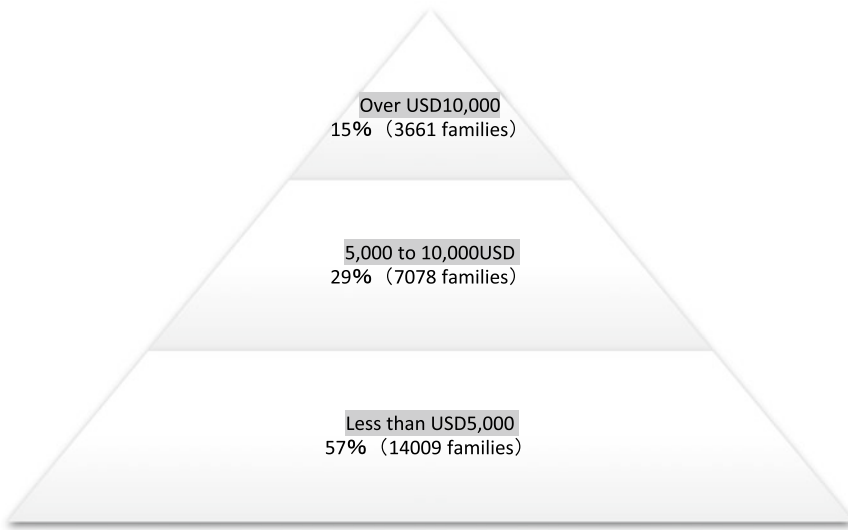 Over USD10,000
15%（3661 families）
5,000 to 10,000USD
29%（7078 families）
Less than USD5,000
57%（14009 families）